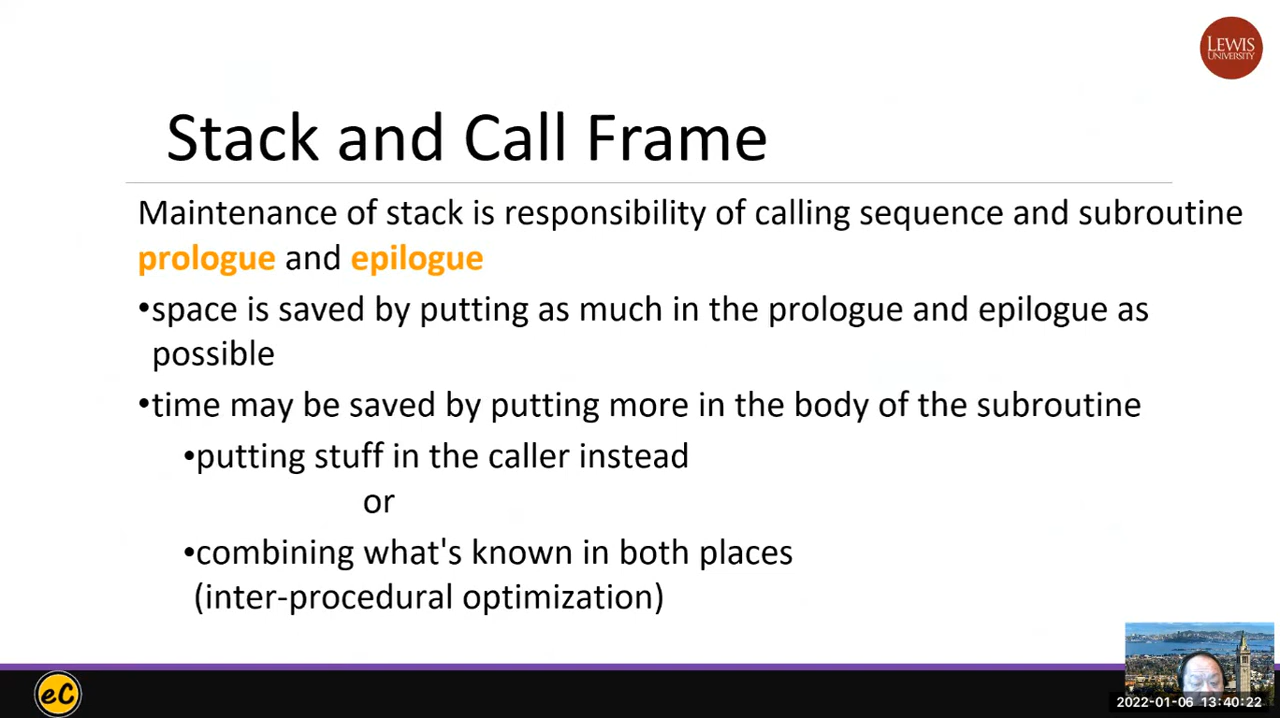 LEWIS
UNIVERSITY
Stack and Call Frame
Maintenance of stack is responsibility of calling sequence and subroutine
prologue and epilogue
•space is saved by putting as much in the prologue and epilogue as
possible
•time may be saved by putting more in the body of the subroutine
•putting stuff in the caller instead
or
•combining what's known in both places
(inter-procedural optimization)
eC
2022-01-06 13:40:22